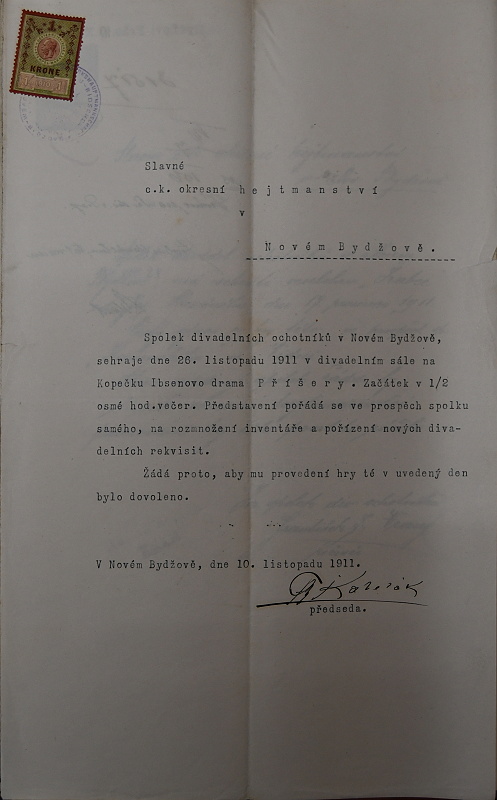 1
KRONE
Slavné
c.k. okresní hejtmanství
v
Novém Bydžově.
Spolek divadelních ochotníků v Novém Bydžově,
sehraje dne 26. listopadu 1911 v divadelním sále na
Kopečku Ibsenovo drama Příšery. Začátek v 1/2
osmé hod.večer. Představení pořádá se ve prospěch spolku
samého, na rozmnožení inventáře a pořízení nových diva-
delních rekvisit.
Žádá proto, aby mu provedení hry té v uvedený den
bylo dovoleno.
V Novém Bydžově, dne 10. listopadu 1911.
předseda.